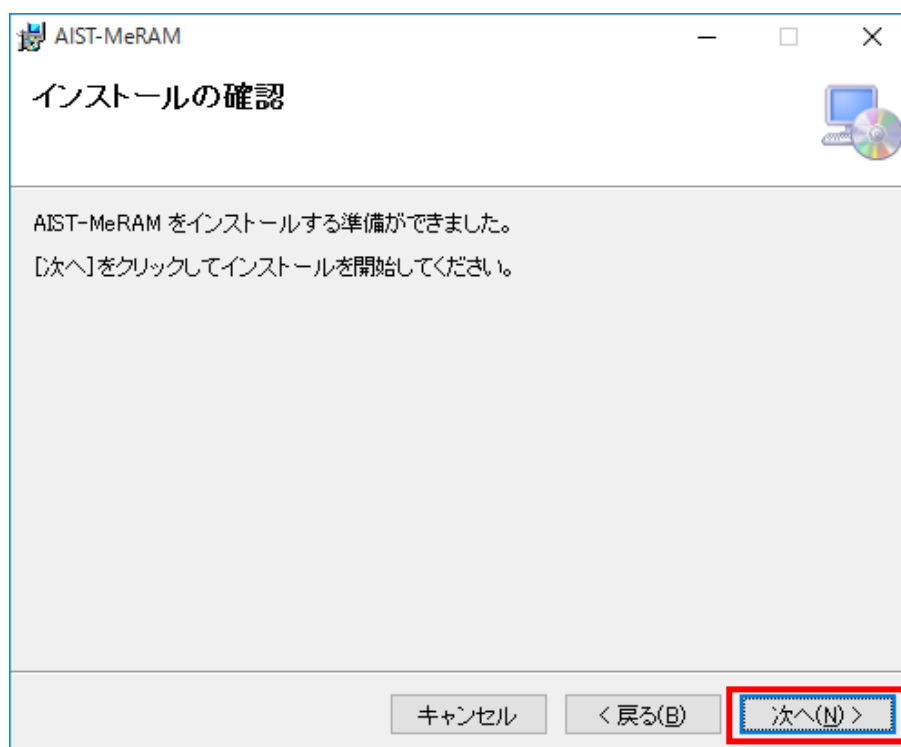 AIST-MeRAM
インストールの確認
AIST-MeRAM をインストールする準備ができました。
[次へ]をクリックしてインストールを開始してください。
キャンセル
< 戻る(B)
次へ(N) >